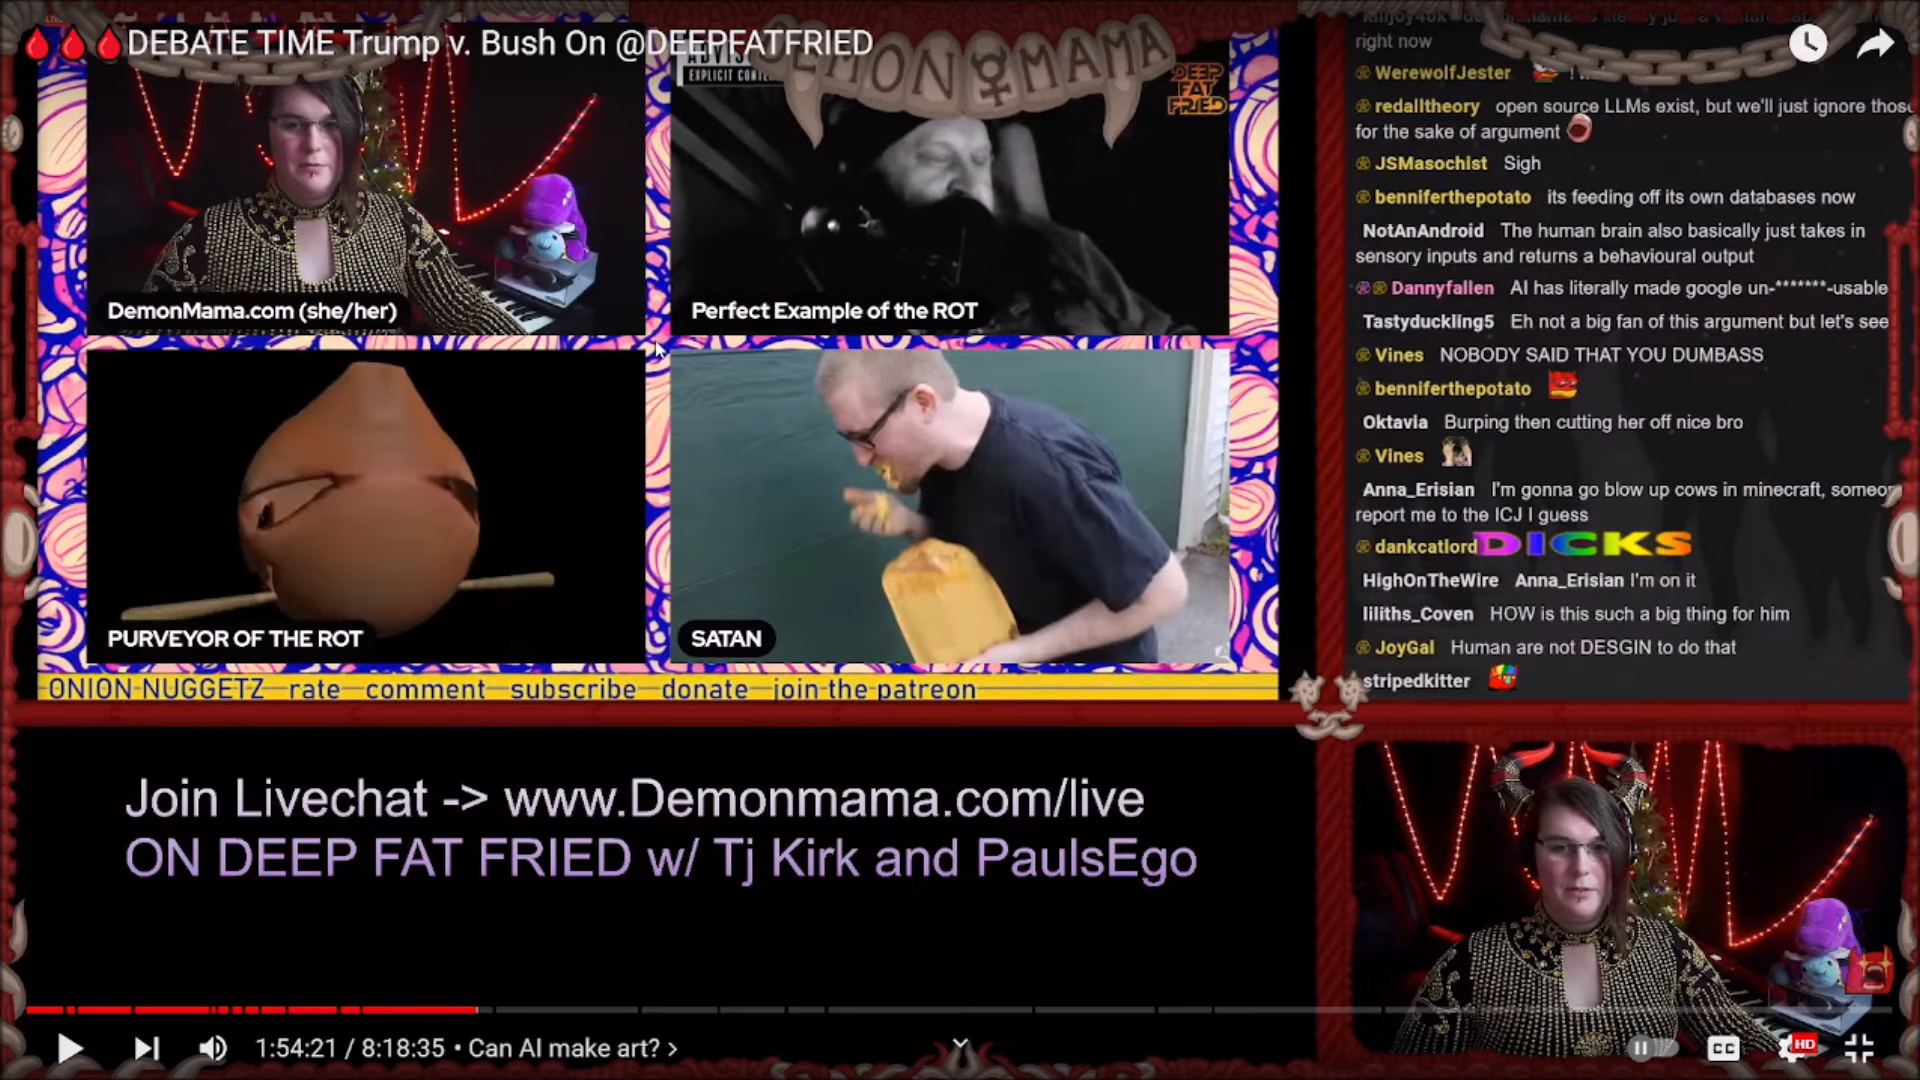 🩸🩸🩸DEBATE TIME Trump v. Bush On @DEEPFATFRIED
EXPLICIT
DEMON MAMA
DEEP
FAT
FRIED
DemonMama.com (she/her)
Perfect Example of the ROT
PURVEYOR OF THE ROT
SATAN
ONION NUGGETZ—rate—comment—subscribe—donate—join the patreon
right now
WerewolfJester
redalltheory open source LLMs exist, but we'll just ignore those
for the sake of argument
JSMasochist Sigh
benniferthepotato its feeding off its own databases now
NotAnAndroid The human brain also basically just takes in
sensory inputs and returns a behavioural output
Dannyfallen AI has literally made google un-*******-usable
Tastyduckling5 Eh not a big fan of this argument but let's see
Vines NOBODY SAID THAT YOU DUMBASS
benniferthepotato
Oktavia Burping then cutting her off nice bro
Vines
Anna_Erisian I'm gonna go blow up cows in minecraft, someon
report me to the ICJ I guess
dankcatlord DICKS
HighOnTheWire Anna_Erisian I'm on it
liliths_Coven HOW is this such a big thing for him
JoyGal Human are not DESGIN to do that
stripedkitter
Join Livechat -> www.Demonmama.com/live
ON DEEP FAT FRIED w/ Tj Kirk and PaulsEgo
1:54:21 / 8:18:35 • Can AI make art? >
CC
HD